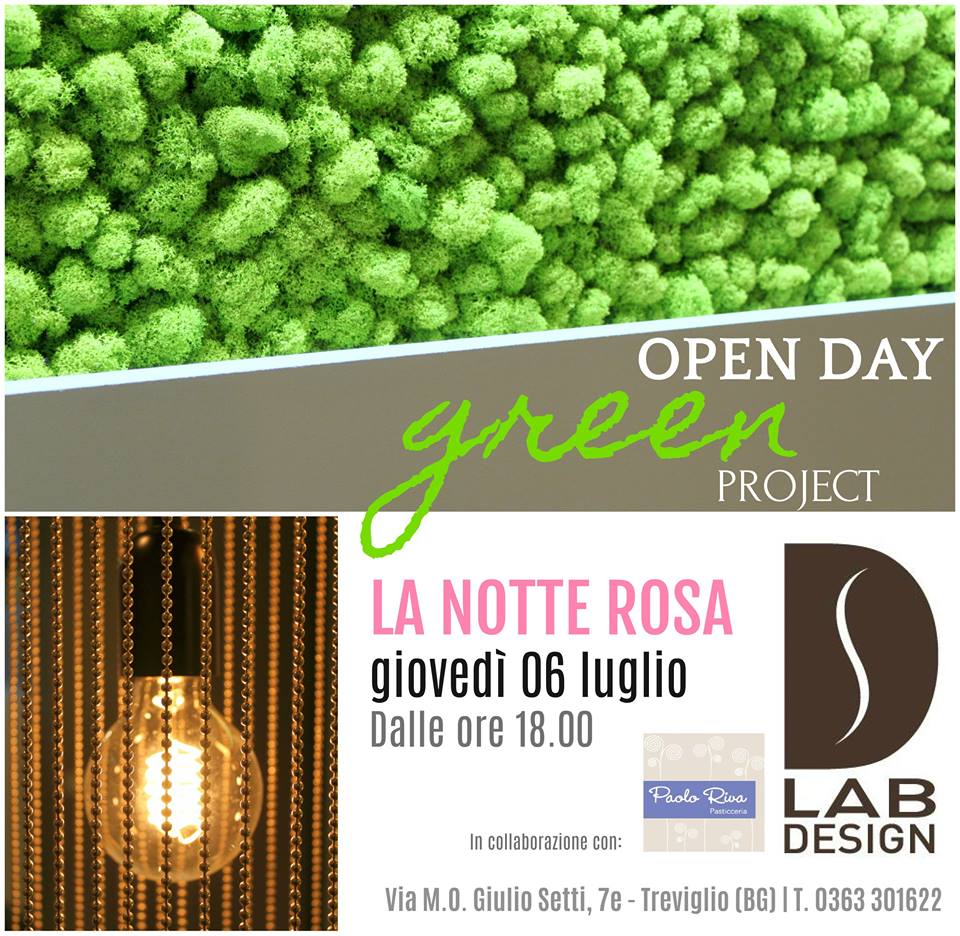 OPEN DAY
green
PROJECT
LA NOTTE ROSA
giovedì 06 luglio
Dalle ore 18.00
Paolo Riva
Pasticceria
In collaborazione con:
D
LAB
DESIGN
Via M.O. Giulio Setti, 7e - Treviglio (BG) | T. 0363 301622